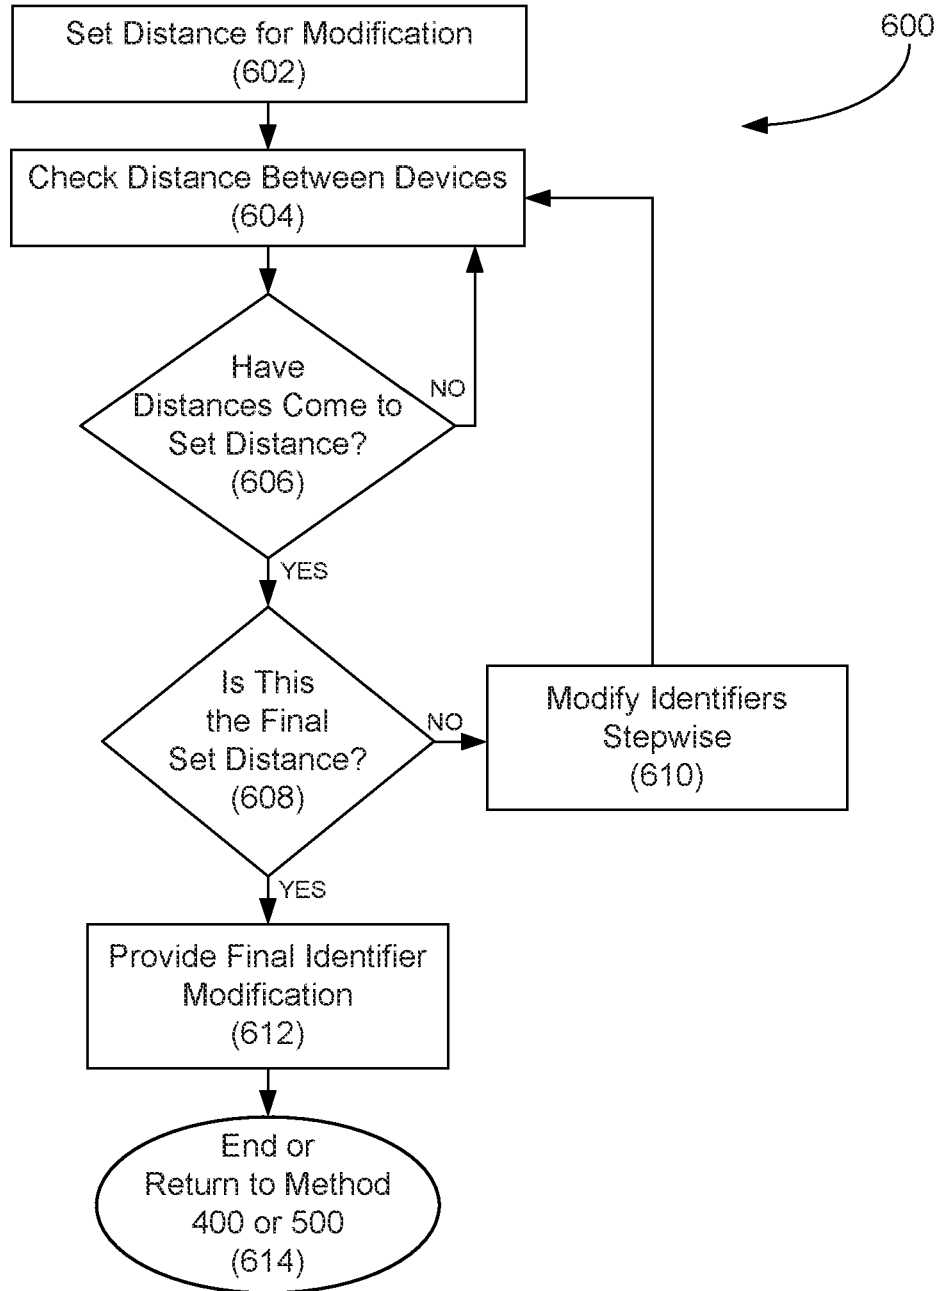 Set Distance for Modification
(602)
600
Check Distance Between Devices
(604)
Have
Distances Come to
Set Distance?
(606)
NO
YES
Is This
the Final
Set Distance?
(608)
NO
Modify Identifiers
Stepwise
(610)
YES
Provide Final Identifier
Modification
(612)
End or
Return to Method
400 or 500
(614)